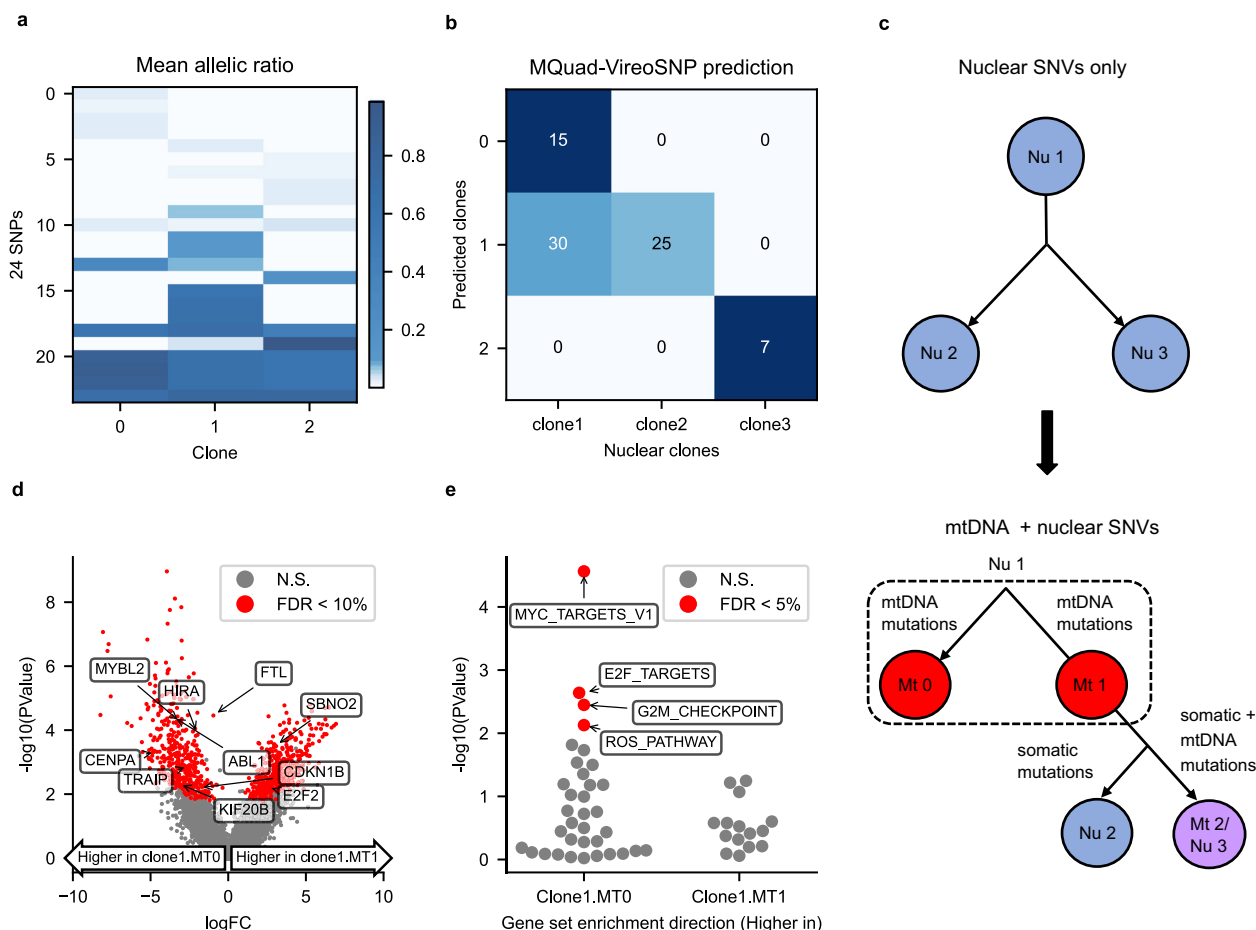 a
Mean allelic ratio
0
5
10
15
20
24 SNPs
0
1
2
Clone
0.8
0.6
0.4
0.2
b
MQuad-VireoSNP prediction
0
1
2
Predicted clones
15
0
0
30
25
0
0
0
7
clone1
clone2
clone3
Nuclear clones
c
Nuclear SNVs only
Nu 1
Nu 2
Nu 3
mtDNA + nuclear SNVs
Nu 1
mtDNA
mutations
mtDNA
mutations
Mt 0
Mt 1
somatic
mutations
somatic +
mtDNA
mutations
Nu 2
Mt 2/
Nu 3
d
N.S.
FDR < 10%
8
6
4
2
0
-log10(PValue)
MYBL2
HIRA
FTL
SBNO2
CENPA
ABL1
TRAIP
CDKN1B
E2F2
KIF20B
Higher in clone1.MT0
Higher in clone1.MT1
−10
−5
0
5
10
logFC
e
N.S.
FDR < 5%
4
3
2
1
0
-log10(PValue)
MYC_TARGETS_V1
E2F_TARGETS
G2M_CHECKPOINT
ROS_PATHWAY
Clone1.MT0
Clone1.MT1
Gene set enrichment direction (Higher in)